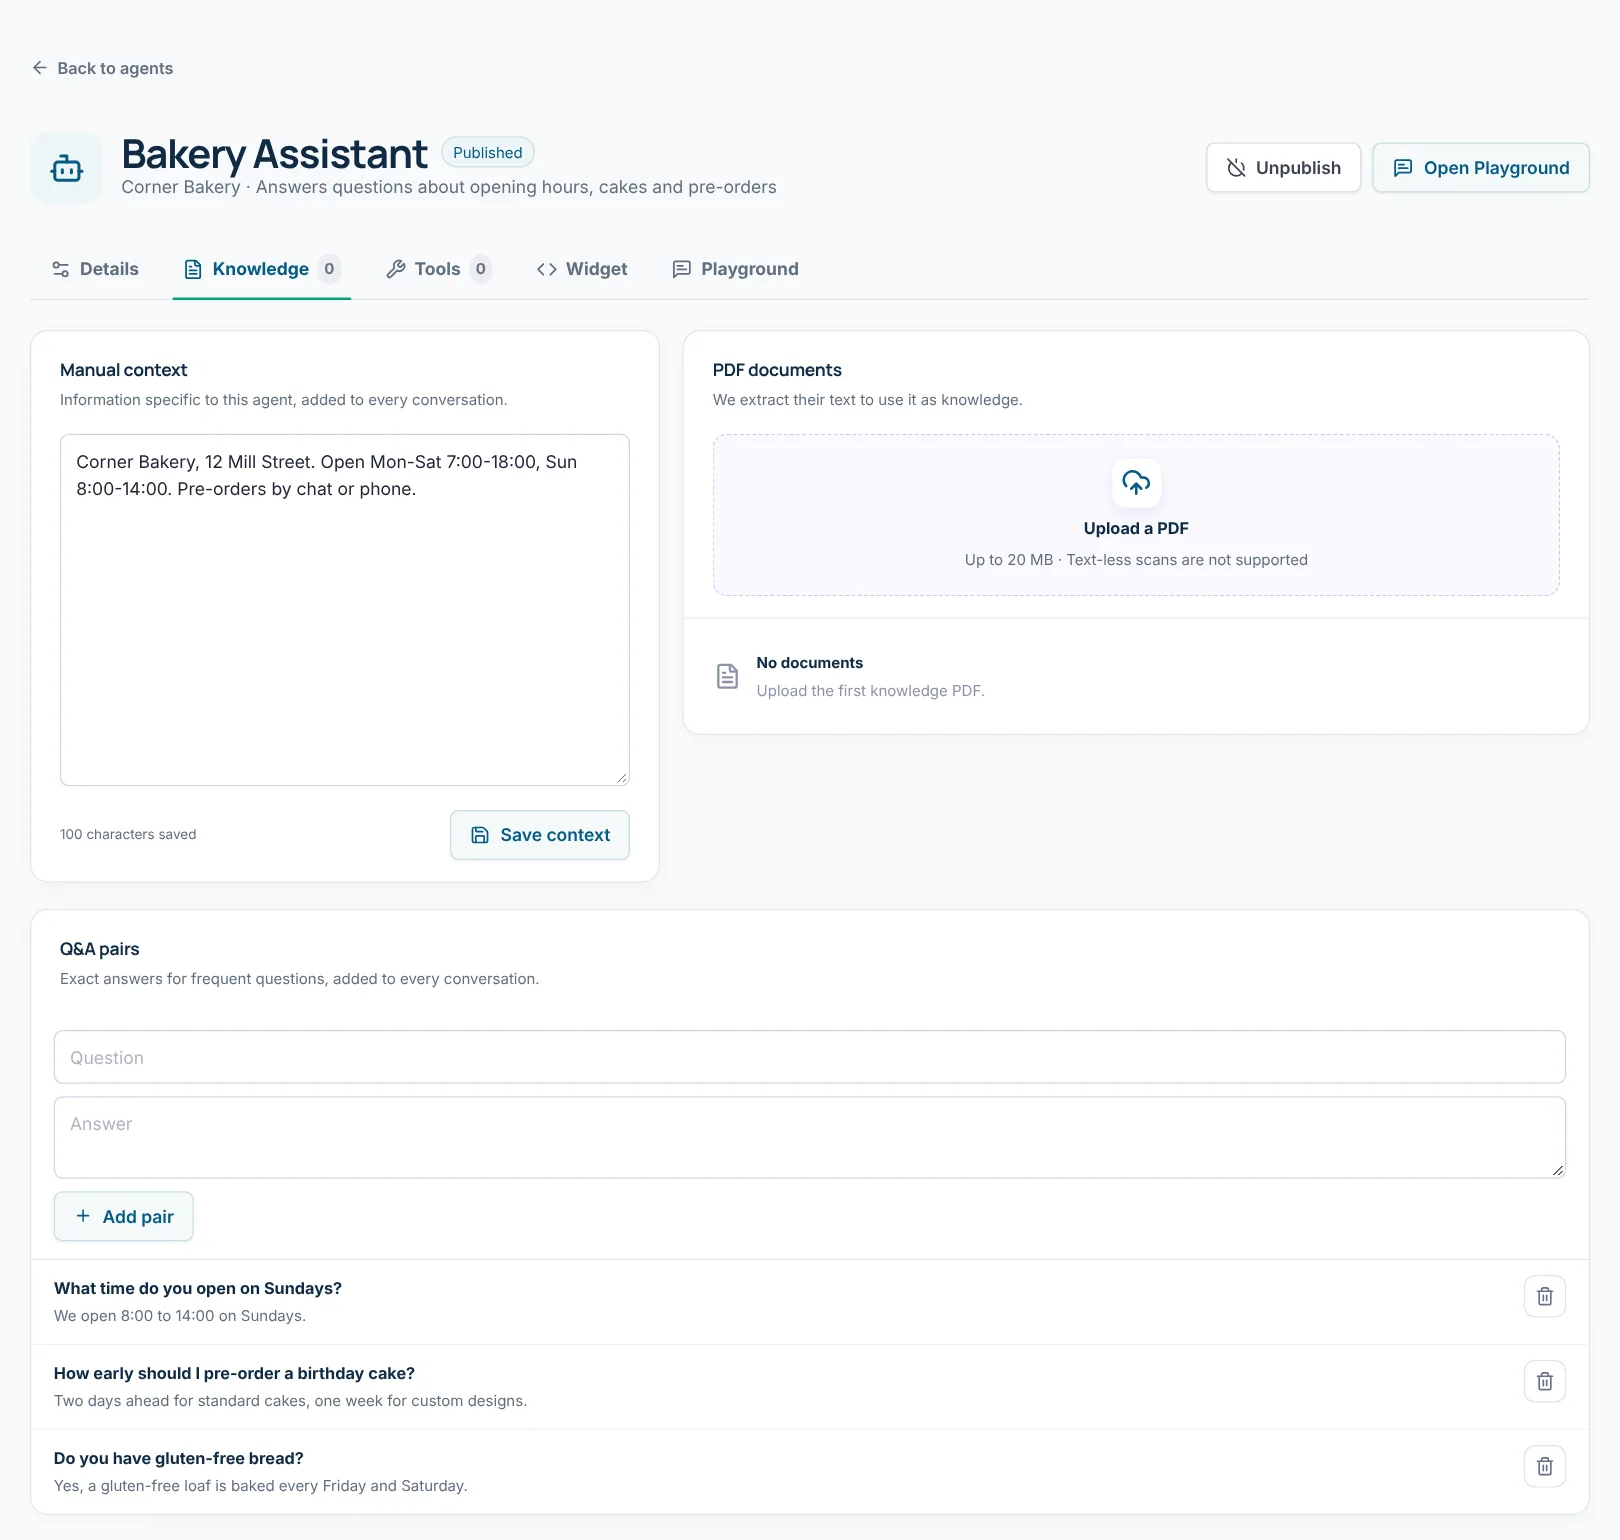 Back to agents
Bakery Assistant
Published
Corner Bakery · Answers questions about opening hours, cakes and pre-orders
Unpublish
Open Playground
Details
Knowledge 0
Tools 0
Widget
Playground
Manual context
Information specific to this agent, added to every conversation.
Corner Bakery, 12 Mill Street. Open Mon-Sat 7:00-18:00, Sun
8:00-14:00. Pre-orders by chat or phone.
100 characters saved
Save context
PDF documents
We extract their text to use it as knowledge.
Upload a PDF
Up to 20 MB · Text-less scans are not supported
No documents
Upload the first knowledge PDF.
Q&A pairs
Exact answers for frequent questions, added to every conversation.
Question
Answer
Add pair
What time do you open on Sundays?
We open 8:00 to 14:00 on Sundays.
How early should I pre-order a birthday cake?
Two days ahead for standard cakes, one week for custom designs.
Do you have gluten-free bread?
Yes, a gluten-free loaf is baked every Friday and Saturday.